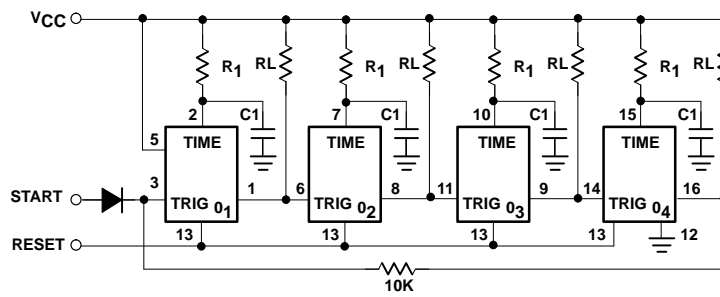 VCC
R1 RL R1 RL R1 RL R1 RL
2 C1 7 C1 10 C1 15 C1
5 TIME TIME TIME TIME
START 3 TRIG 01 1 6 TRIG 02 8 11 TRIG 03 9 14 TRIG 04 16
RESET 13 13 13 13 12
10K